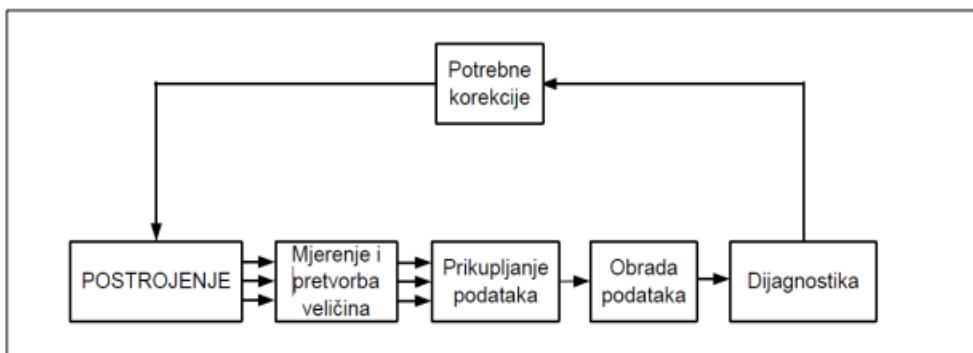 Potrebne
korekcije
POSTROJENJE
Mjerenje i
pretvorba
veličina
Prikupljanje
podataka
Obrada
podataka
Dijagnostika